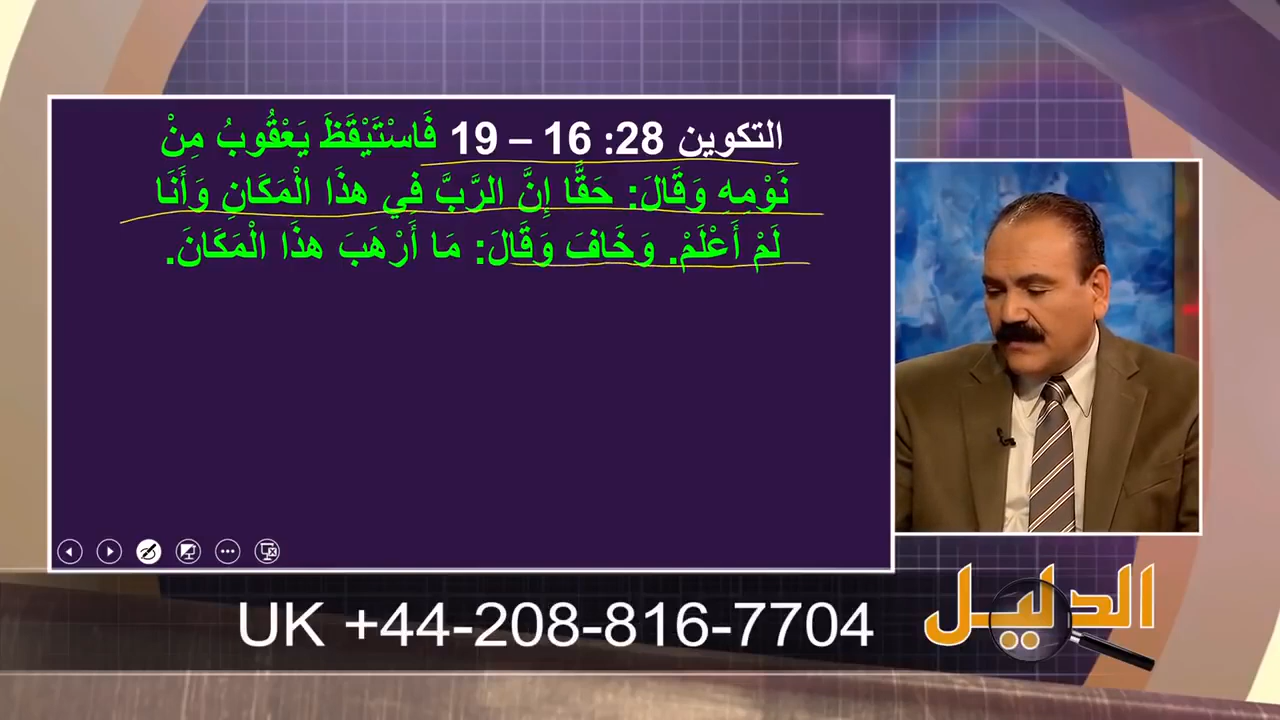 التكوين 28: 16 – 19 فَاسْتَيْقَظَ يَعْقُوبُ مِنْ
نَوْمِهِ وَقَالَ: حَقًّا إِنَّ الرَّبَّ فِي هذَا الْمَكَانِ وَأَنَا
لَمْ أَعْلَمْ. وَخَافَ وَقَالَ: مَا أَرْهَبَ هذَا الْمَكَانَ.
UK +44-208-816-7704
الدليل